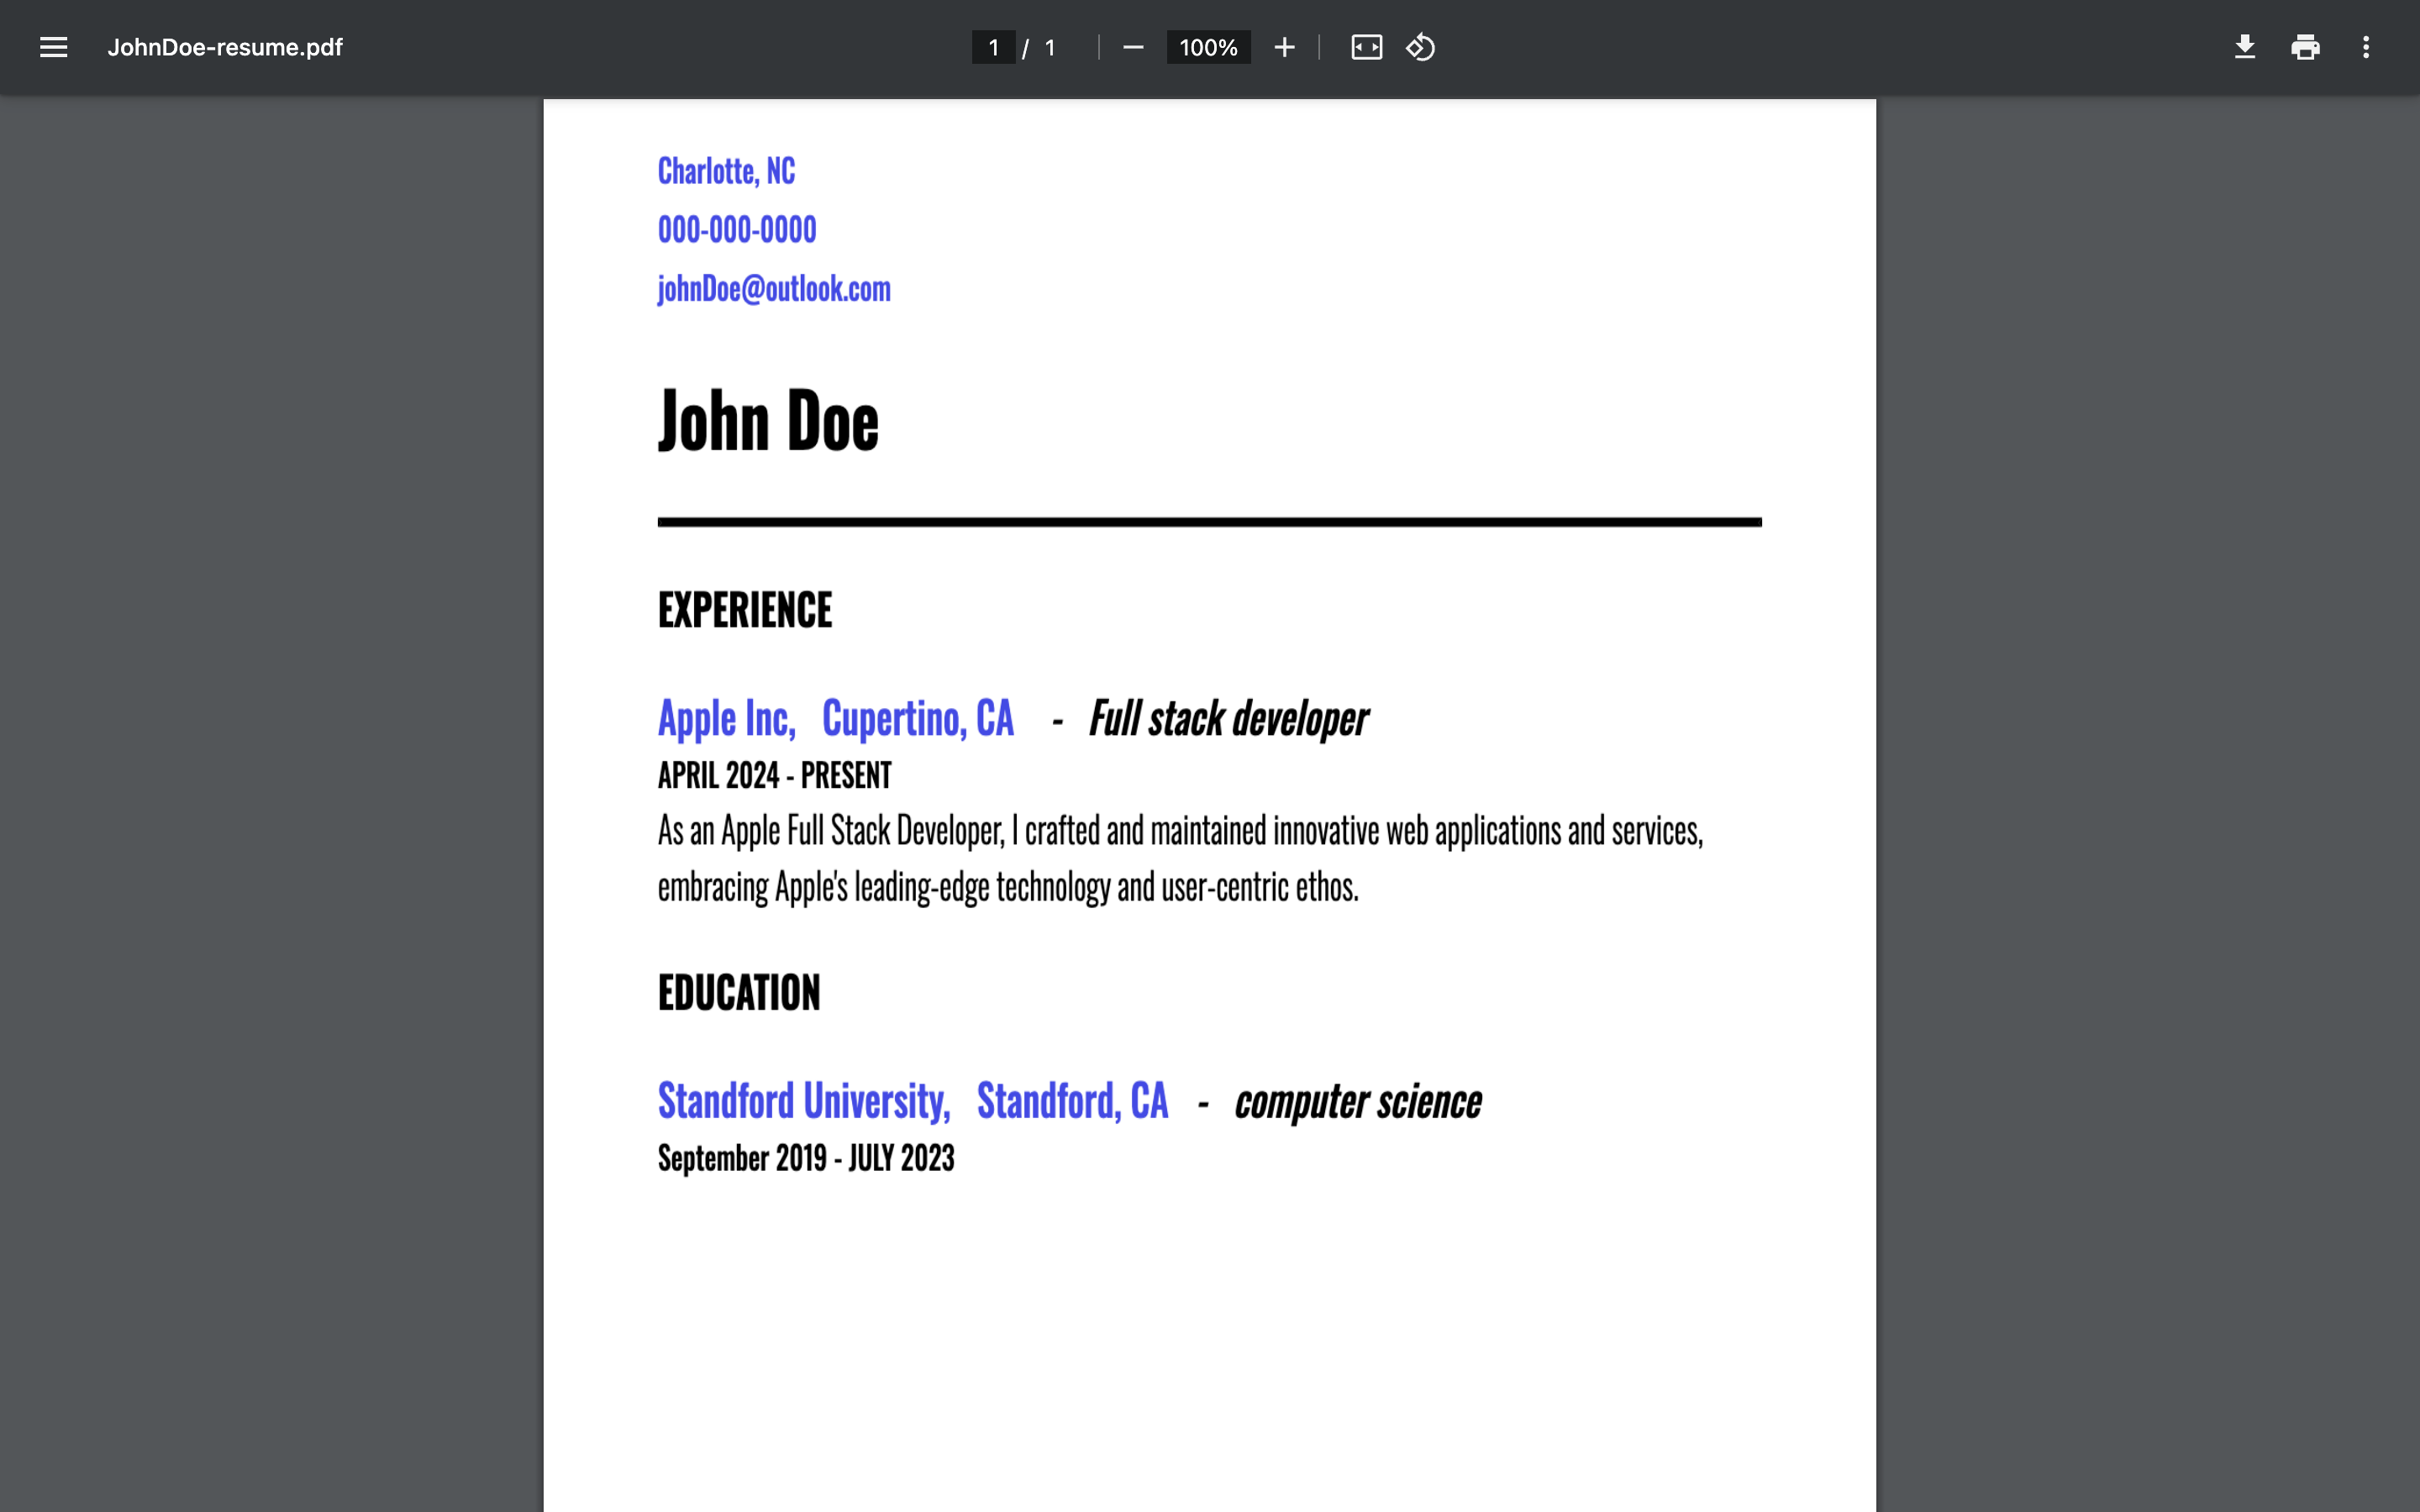 JohnDoe-resume.pdf
1 / 1
100%
Charlotte, NC
000-000-0000
johnDoe@outlook.com
John Doe
EXPERIENCE
Apple Inc, Cupertino, CA - Full stack developer
APRIL 2024 - PRESENT
As an Apple Full Stack Developer, I crafted and maintained innovative web applications and services,
embracing Apple's leading-edge technology and user-centric ethos.
EDUCATION
Standford University, Standford, CA - computer science
September 2019 - JULY 2023